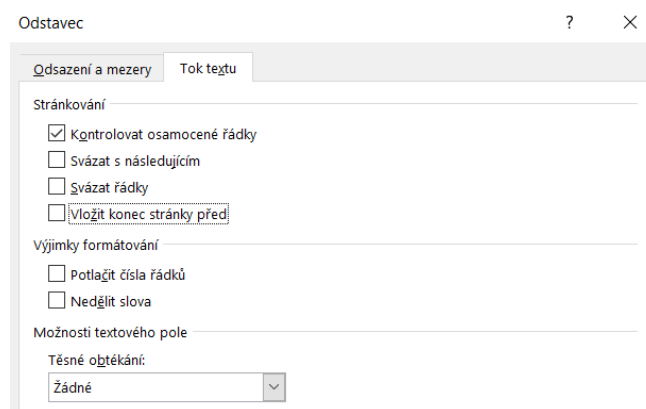 Odstavec ?
Odsazení a mezery Tok textu
Stránkování
Kontrolovat osamocené řádky
Svázat s následujícím
Svázat řádky
Vložit konec stránky před
Výjimky formátování
Potlačit čísla řádků
Nedělit slova
Možnosti textového pole
Těsné obtékání:
Žádné